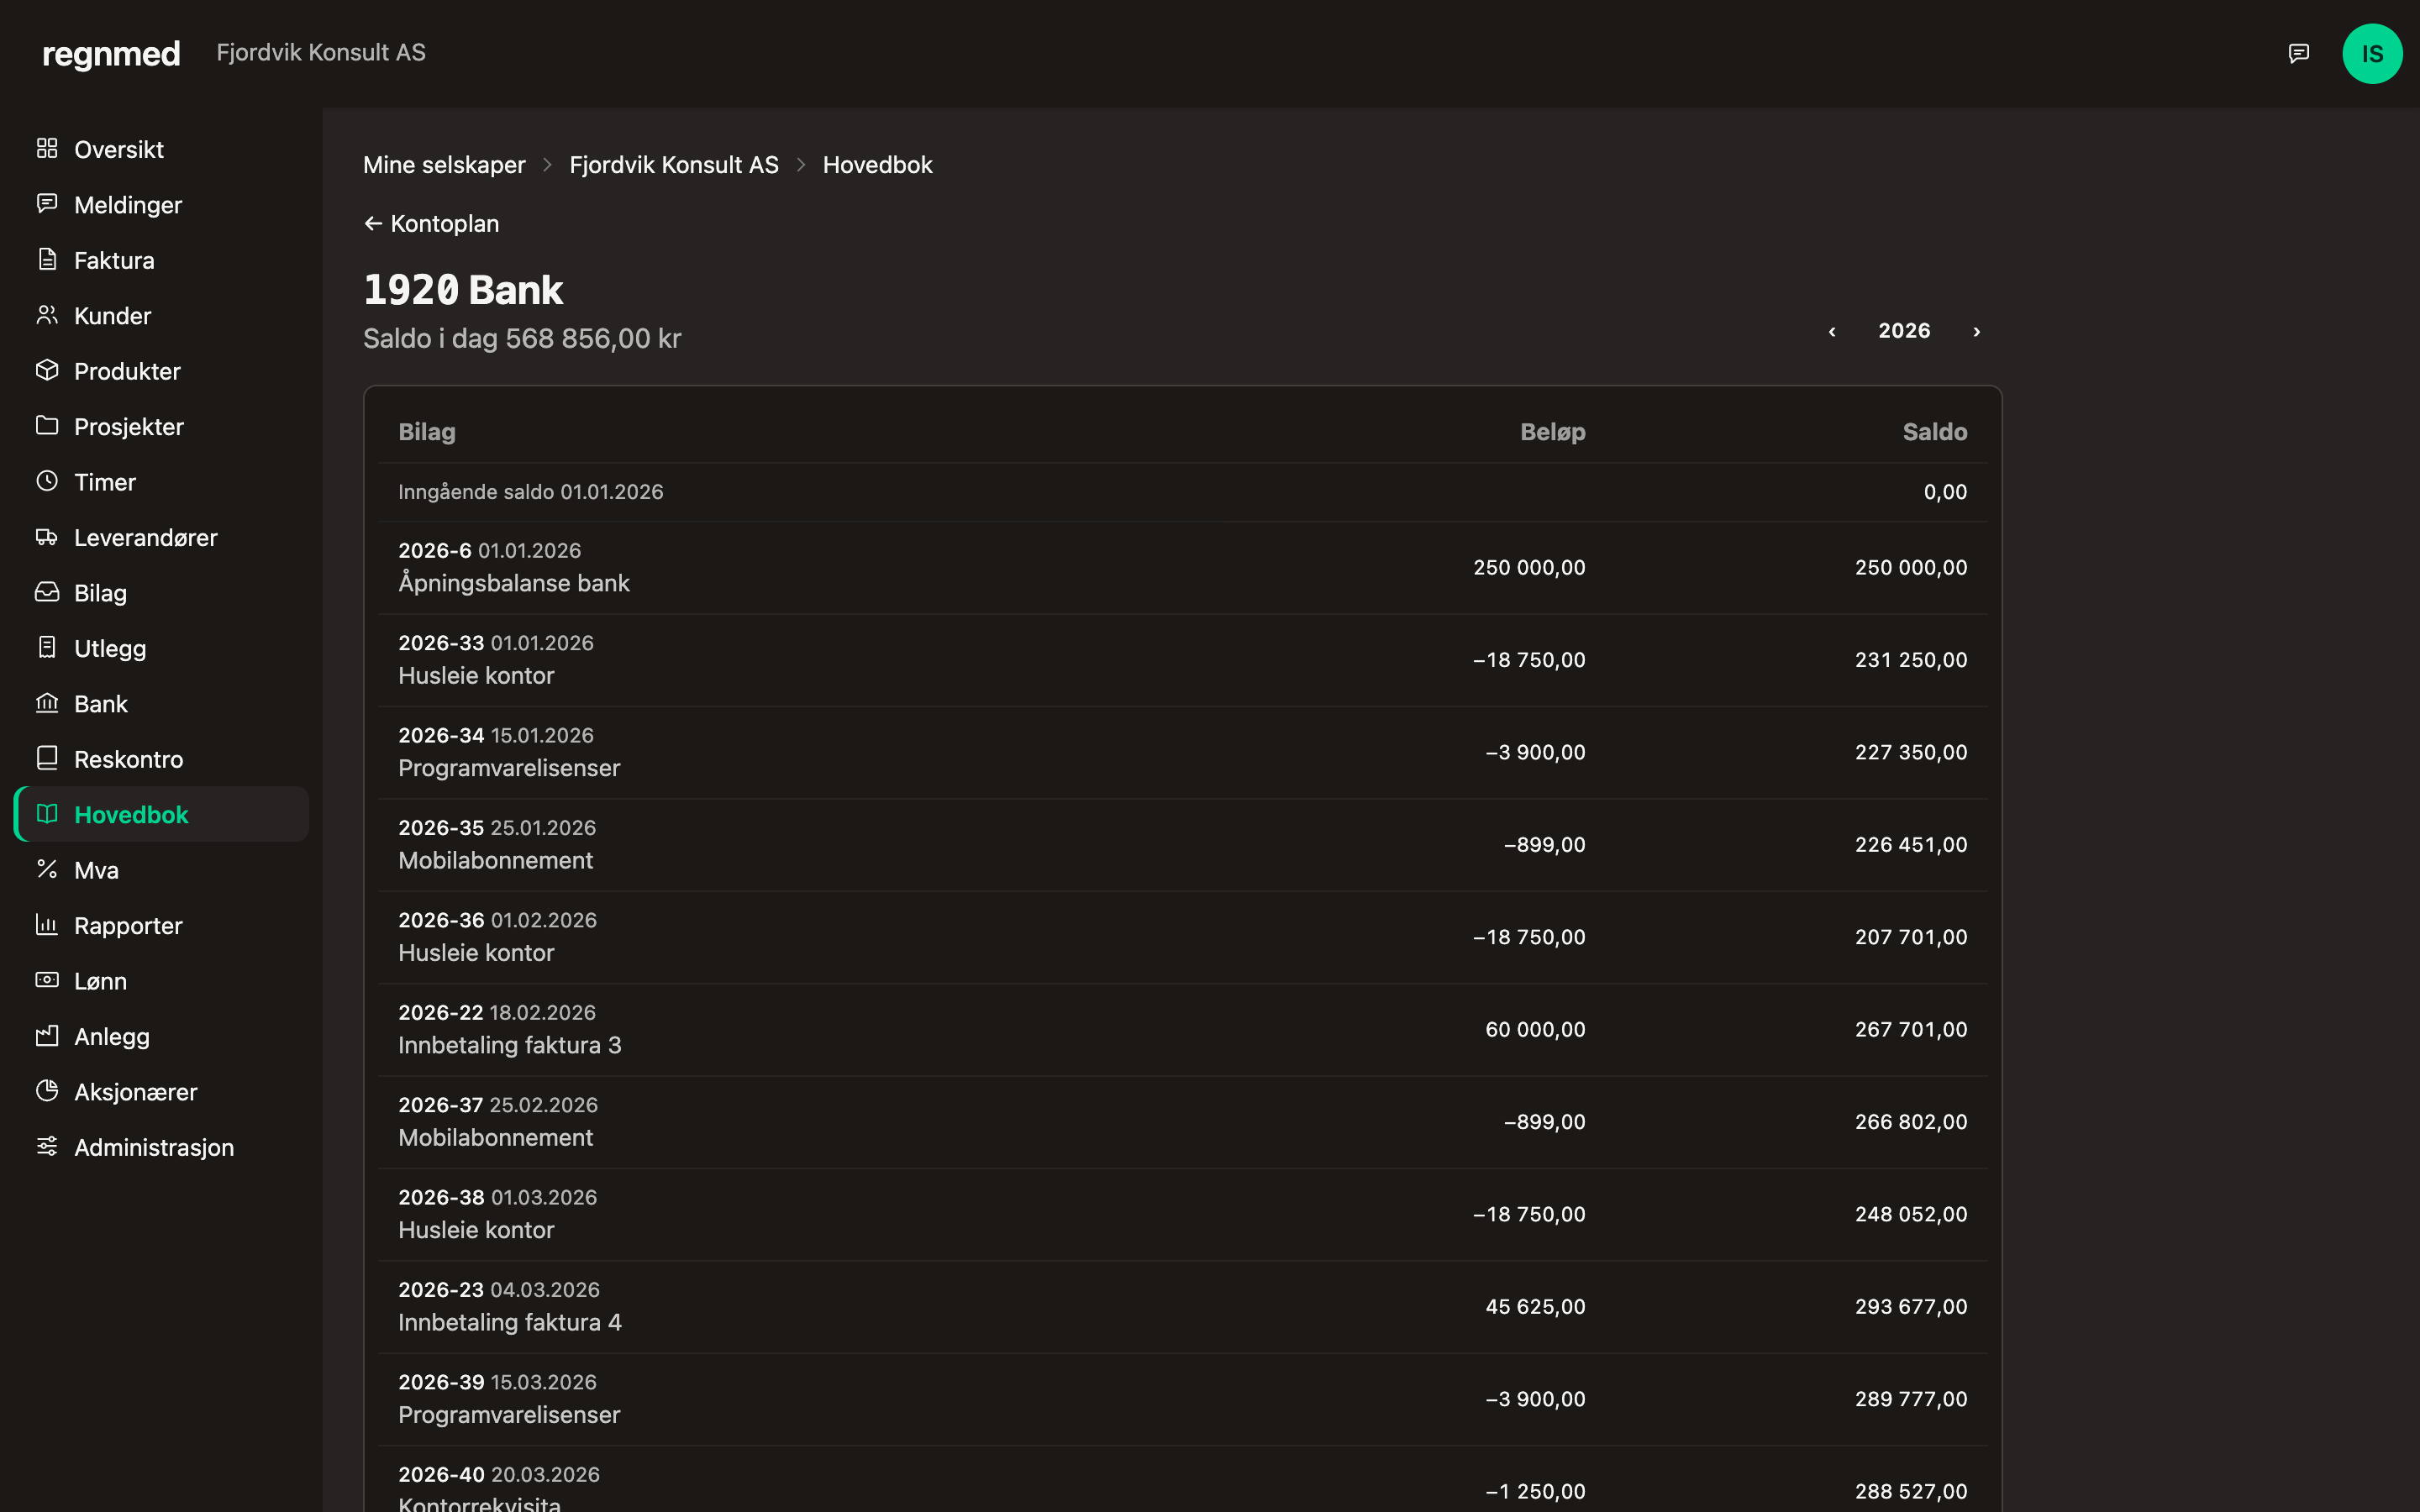 regnmed
Fjordvik Konsult AS
IS
Oversikt
Meldinger
Faktura
Kunder
Produkter
Prosjekter
Timer
Leverandører
Bilag
Utlegg
Bank
Reskontro
Hovedbok
Mva
Rapporter
Lønn
Anlegg
Aksjonærer
Administrasjon
Mine selskaper > Fjordvik Konsult AS > Hovedbok
← Kontoplan
1920 Bank
Saldo i dag 568 856,00 kr
‹ 2026 ›
Bilag Beløp Saldo
Inngående saldo 01.01.2026 0,00
2026-6 01.01.2026
Åpningsbalanse bank 250 000,00 250 000,00
2026-33 01.01.2026
Husleie kontor −18 750,00 231 250,00
2026-34 15.01.2026
Programvarelisenser −3 900,00 227 350,00
2026-35 25.01.2026
Mobilabonnement −899,00 226 451,00
2026-36 01.02.2026
Husleie kontor −18 750,00 207 701,00
2026-22 18.02.2026
Innbetaling faktura 3 60 000,00 267 701,00
2026-37 25.02.2026
Mobilabonnement −899,00 266 802,00
2026-38 01.03.2026
Husleie kontor −18 750,00 248 052,00
2026-23 04.03.2026
Innbetaling faktura 4 45 625,00 293 677,00
2026-39 15.03.2026
Programvarelisenser −3 900,00 289 777,00
2026-40 20.03.2026
Kontorrekvisita −1 250,00 288 527,00